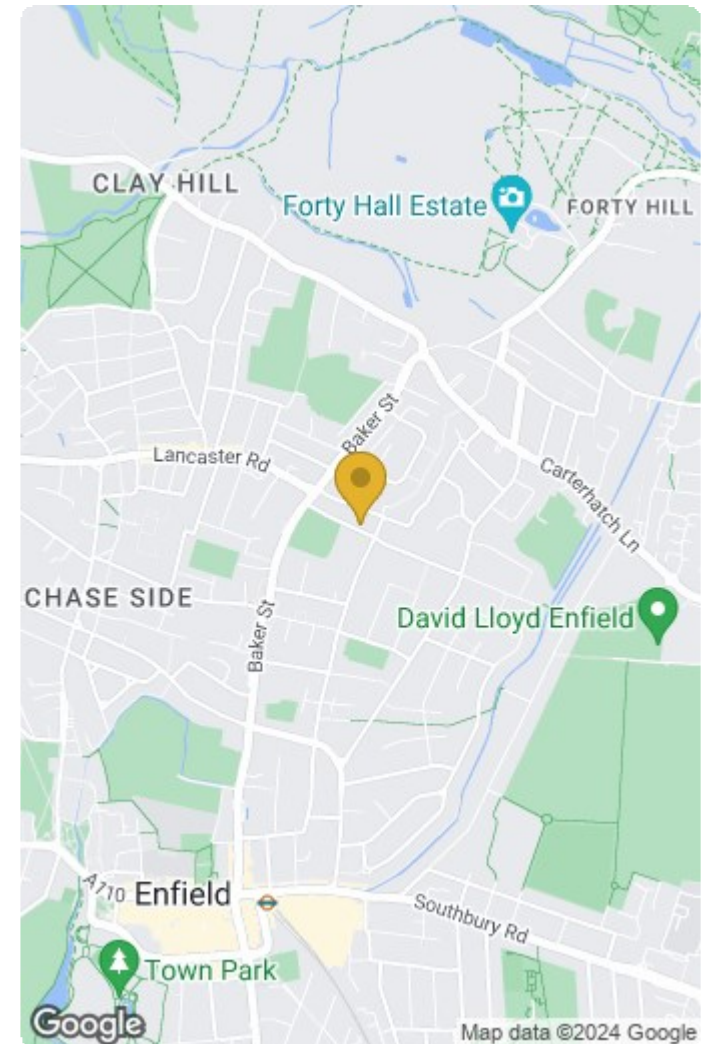 CLAY HILL
Forty Hall Estate
FORTY HILL
Baker St
Lancaster Rd
Carterhatch Ln
CHASE SIDE
David Lloyd Enfield
Baker St
A110
Enfield
Southbury Rd
Town Park
Google
Map data ©2024 Google